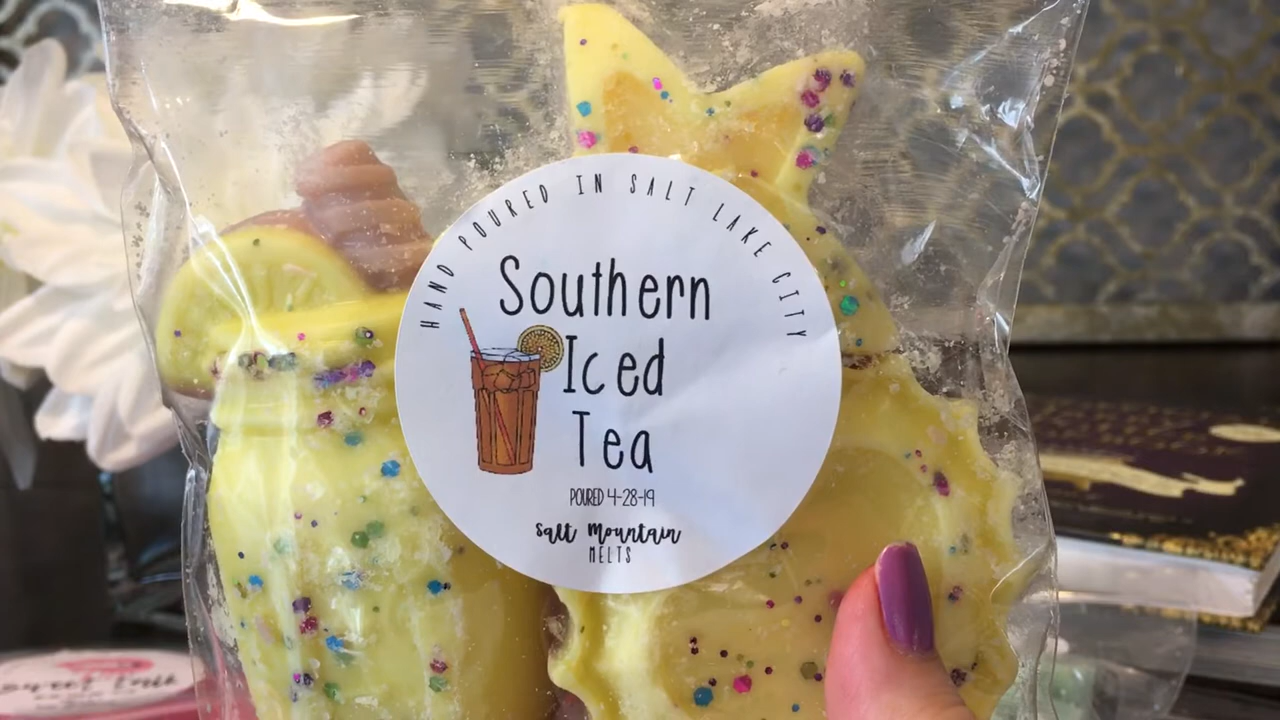 HAND POURED IN SALT LAKE CITY
Southern
Iced
Tea
POURED 4-28-19
Salt Mountain
MELTS